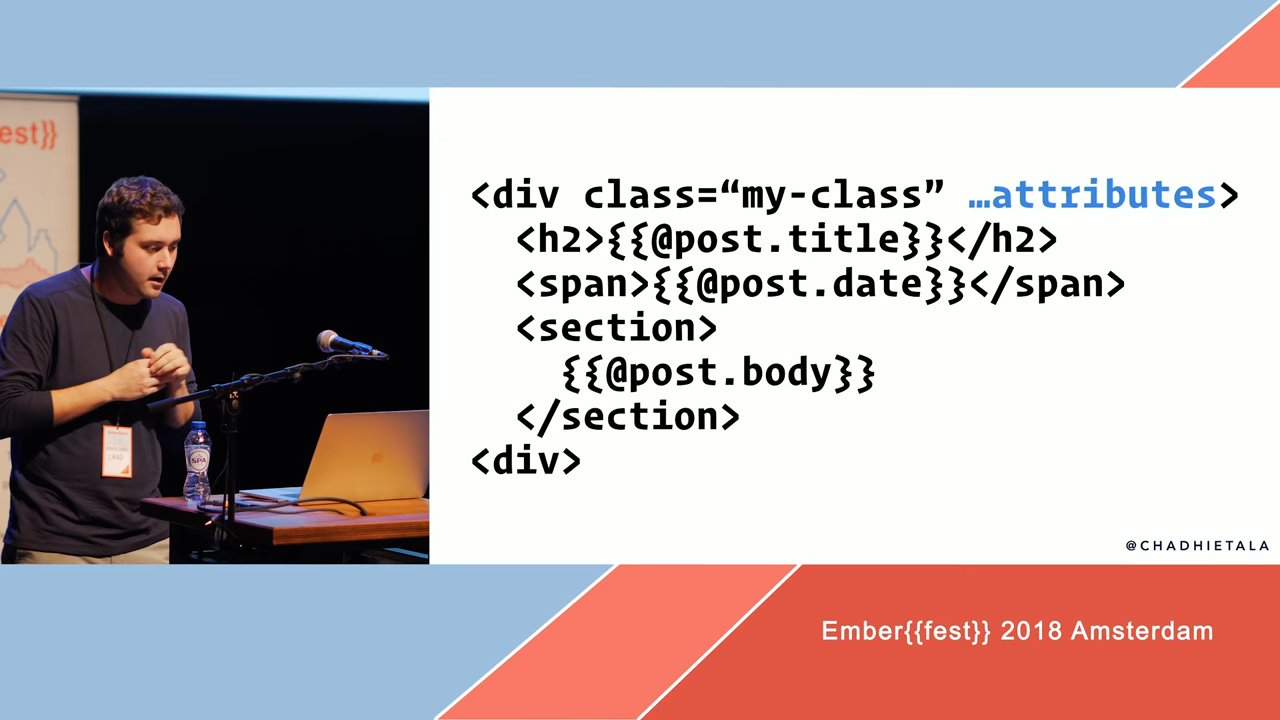 est}}
<div class=“my-class” …attributes>
<h2>{{@post.title}}</h2>
<span>{{@post.date}}</span>
<section>
{{@post.body}}
</section>
<div>
SPA
@CHADHIETALA
Ember{{fest}} 2018 Amsterdam